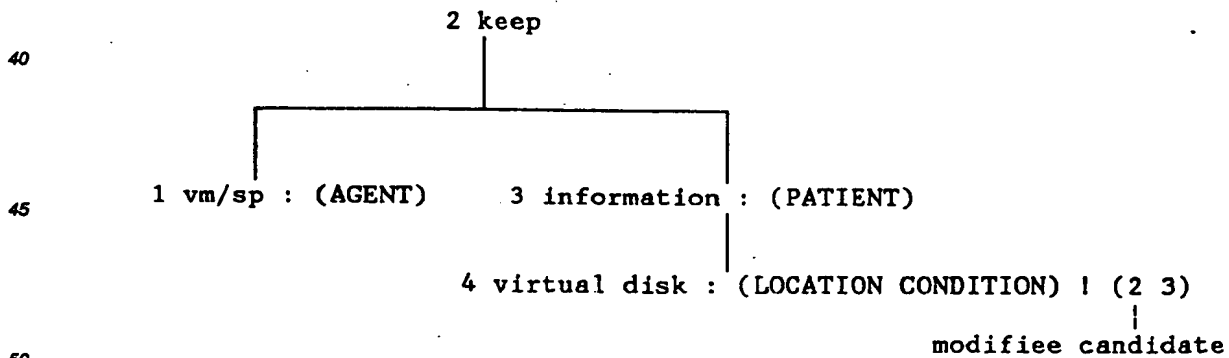 2 keep
40
1 vm/sp : (AGENT) 3 information : (PATIENT)
45
4 virtual disk : (LOCATION CONDITION) ! (2 3)
modifiee candidate
50